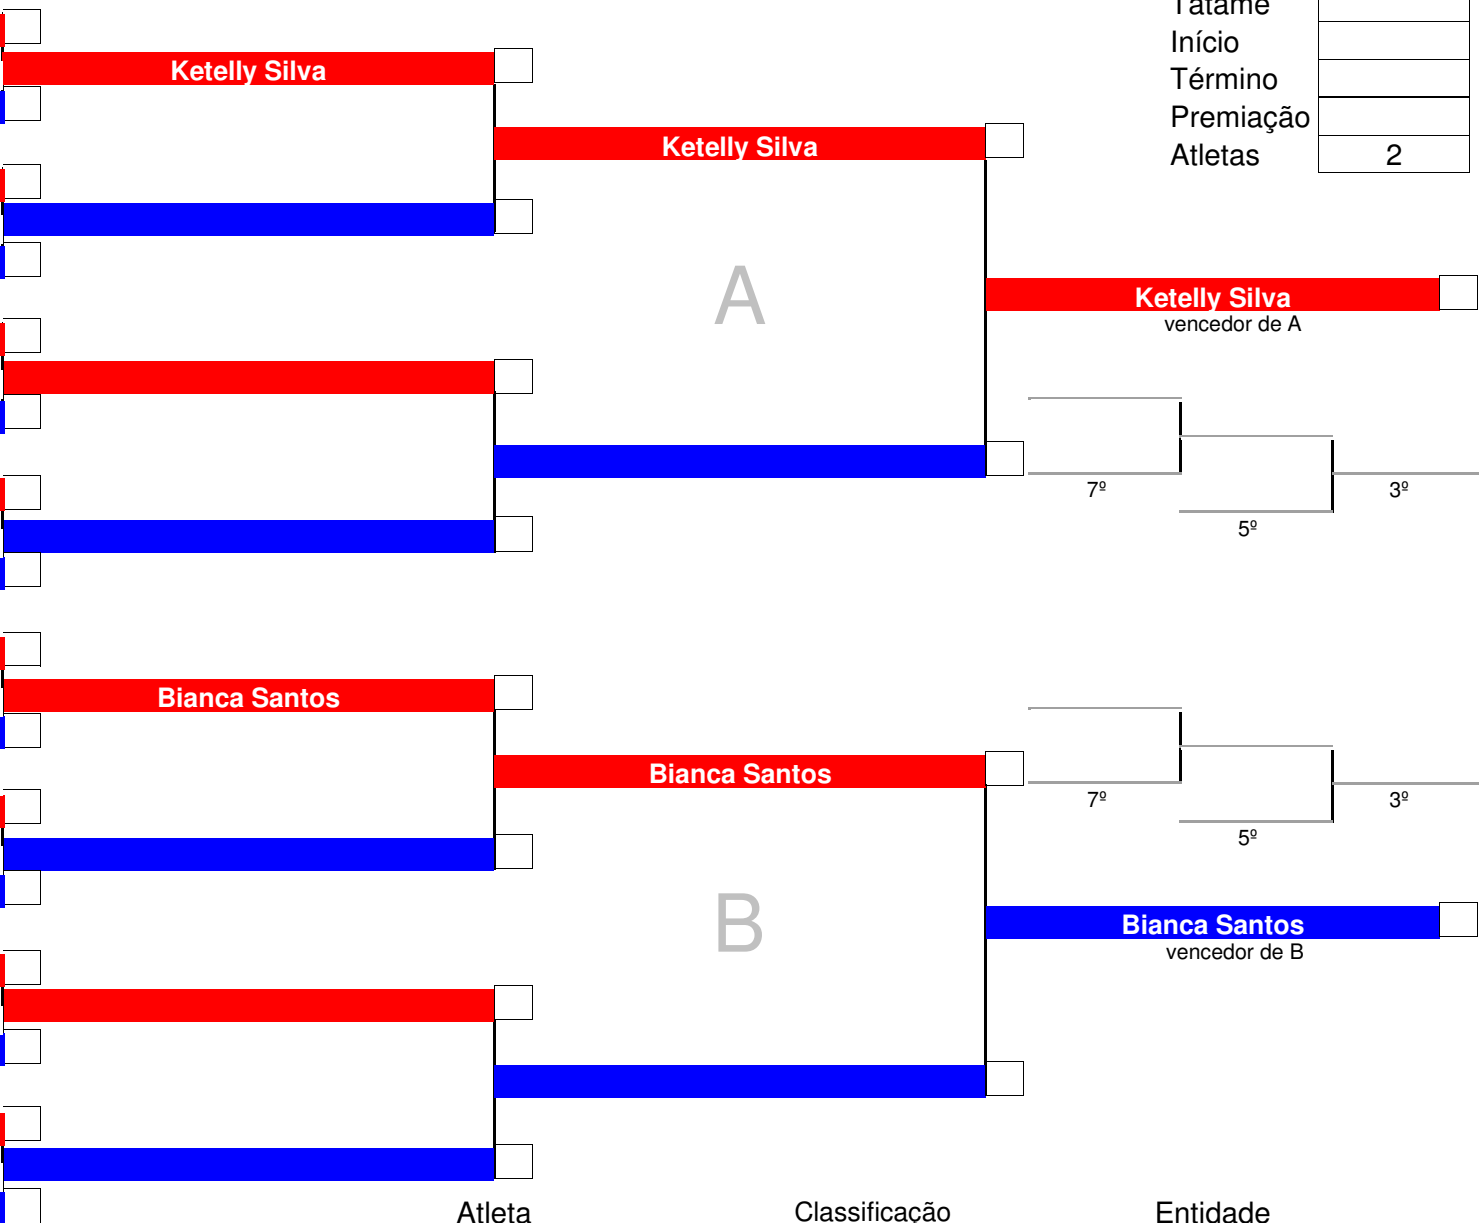 Tatame
Início
Término
Premiação
Atletas 2
Ketelly Silva
Ketelly Silva
A
Ketelly Silva
vencedor de A
7º
3º
5º
Bianca Santos
Bianca Santos
7º
3º
5º
B
Bianca Santos
vencedor de B
Atleta Classificação Entidade